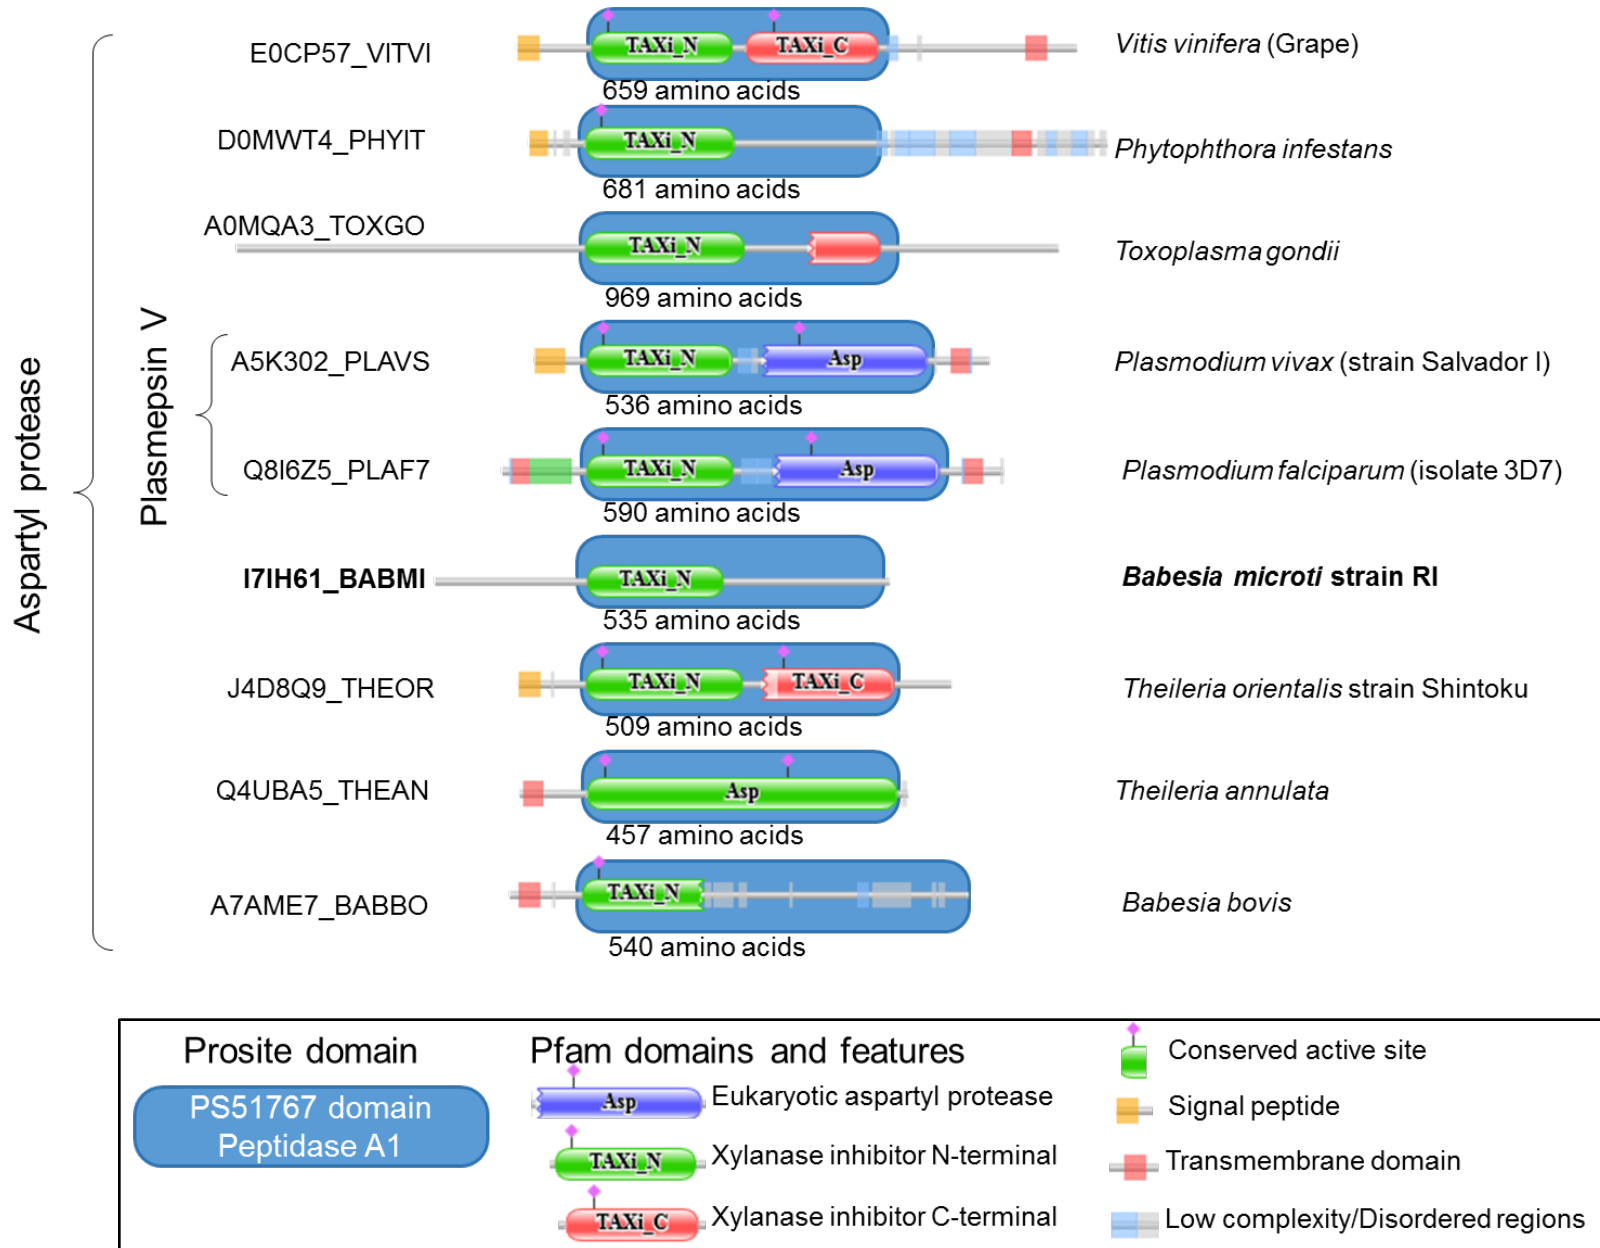 Aspartyl protease
Plasmepsin V
E0CP57_VITVI
TAXi_N
TAXi_C
Vitis vinifera (Grape)
659 amino acids
D0MWT4_PHYIT
TAXi_N
Phytophthora infestans
681 amino acids
A0MQA3_TOXGO
TAXi_N
Toxoplasma gondii
969 amino acids
A5K302_PLAVS
TAXi_N
Asp
Plasmodium vivax (strain Salvador I)
536 amino acids
Q8I6Z5_PLAF7
TAXi_N
Asp
Plasmodium falciparum (isolate 3D7)
590 amino acids
I7IH61_BABMI
TAXi_N
Babesia microti strain RI
535 amino acids
J4D8Q9_THEOR
TAXi_N
TAXi_C
Theileria orientalis strain Shintoku
509 amino acids
Q4UBA5_THEAN
Asp
Theileria annulata
457 amino acids
A7AME7_BABBO
TAXi_N
Babesia bovis
540 amino acids
Prosite domain
PS51767 domain
Peptidase A1
Pfam domains and features
Asp
Eukaryotic aspartyl protease
TAXi_N
Xylanase inhibitor N-terminal
TAXi_C
Xylanase inhibitor C-terminal
Conserved active site
Signal peptide
Transmembrane domain
Low complexity/Disordered regions